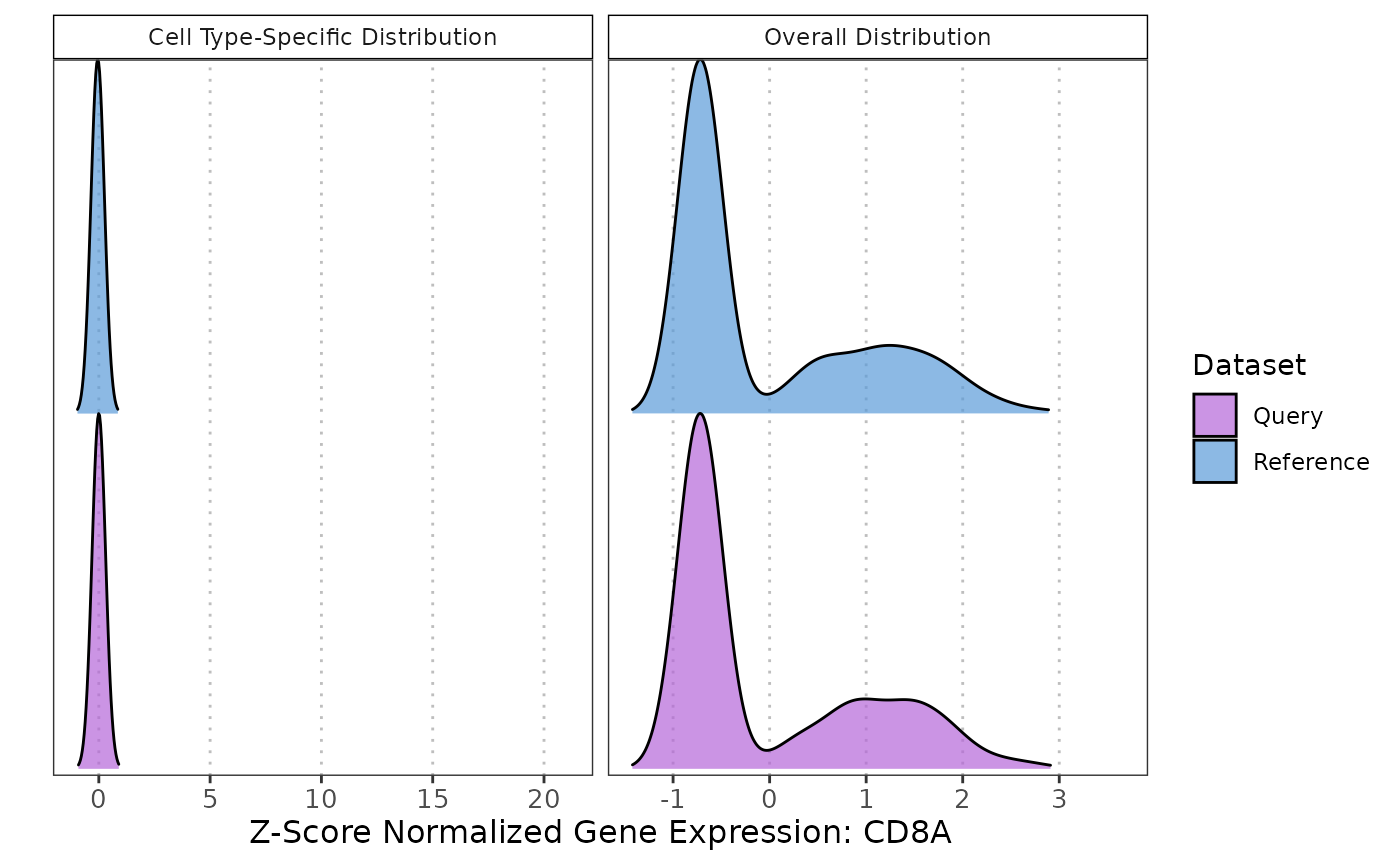 Cell Type-Specific Distribution
Overall Distribution
Dataset
Query
Reference
0 5 10 15 20
-1 0 1 2 3
Z-Score Normalized Gene Expression: CD8A